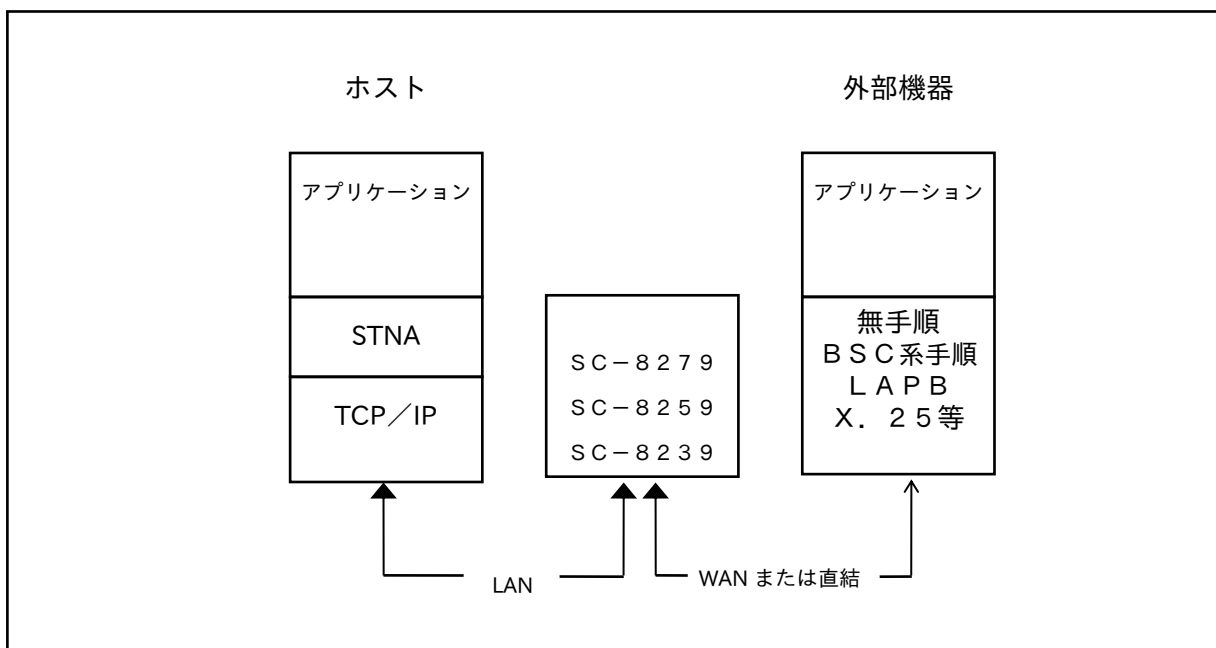 ホスト
外部機器
アプリケーション
STNA
TCP／IP
ＳＣ－８２７９
ＳＣ－８２５９
ＳＣ－８２３９
アプリケーション
無手順
ＢＳＣ系手順
ＬＡＰＢ
Ｘ．２５等
LAN
WAN または直結